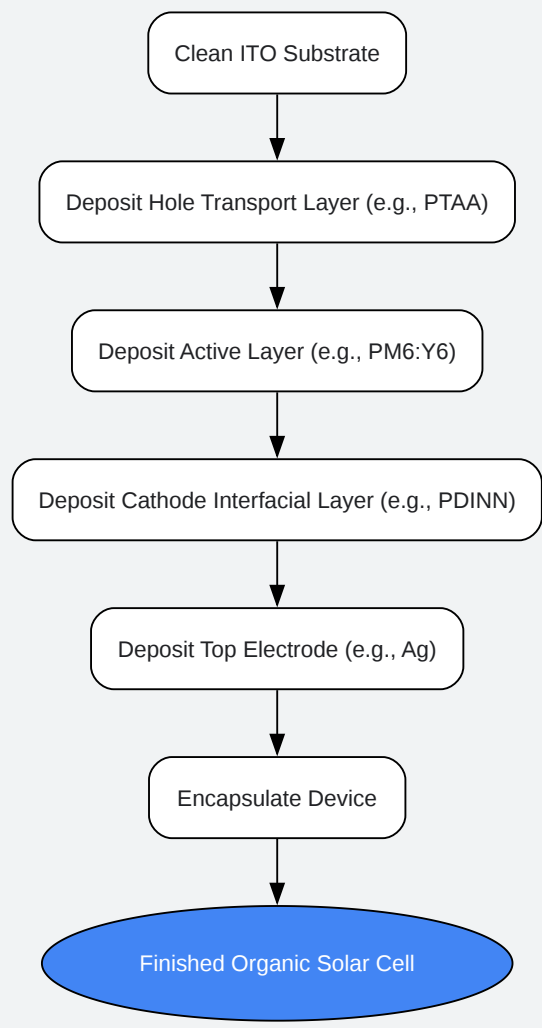 Clean ITO Substrate
Deposit Hole Transport Layer (e.g., PTAA)
Deposit Active Layer (e.g., PM6:Y6)
Deposit Cathode Interfacial Layer (e.g., PDINN)
Deposit Top Electrode (e.g., Ag)
Encapsulate Device
Finished Organic Solar Cell